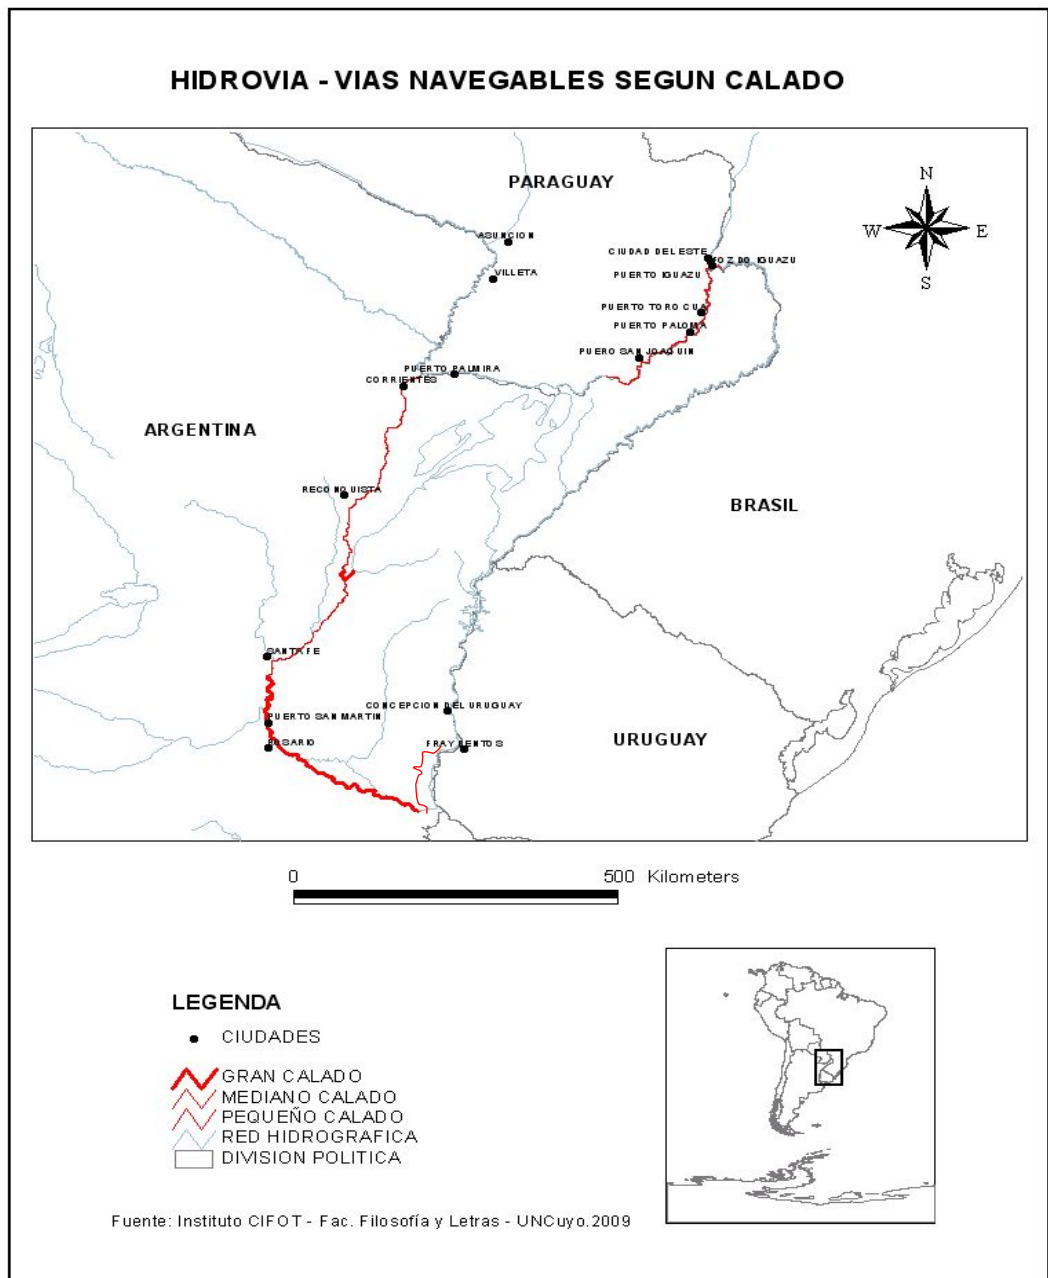 HIDROVIA - VIAS NAVEGABLES SEGUN CALADO
PARAGUAY
N
W
E
S
ASUNCION
VILLETA
CIUDAD DEL ESTE
FOZ DO IGUAZU
PUERTO IGUAZU
PUERTO TORO CUA
PUERTO PALOMA
PUERO SAN JOAQUIN
PUERTO PALMIRA
CORRIENTES
ARGENTINA
RECONQUISTA
BRASIL
SANTA FE
CONCEPCION DEL URUGUAY
PUERTO SAN MARTIN
ROSARIO
FRAY BENTOS
URUGUAY
0
500 Kilometers
LEGENDA
CIUDADES
GRAN CALADO
MEDIANO CALADO
PEQUEÑO CALADO
RED HIDROGRAFICA
DIVISION POLITICA
Fuente: Instituto CIFOT - Fac. Filosofía y Letras - UNCuyo.2009